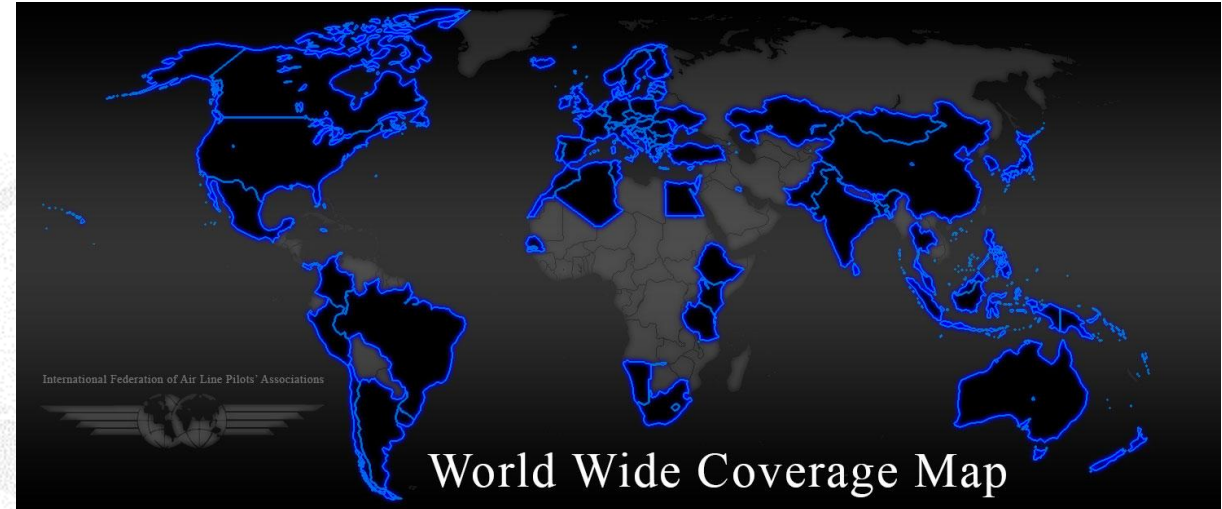 International Federation of Air Line Pilots’ Associations
World Wide Coverage Map